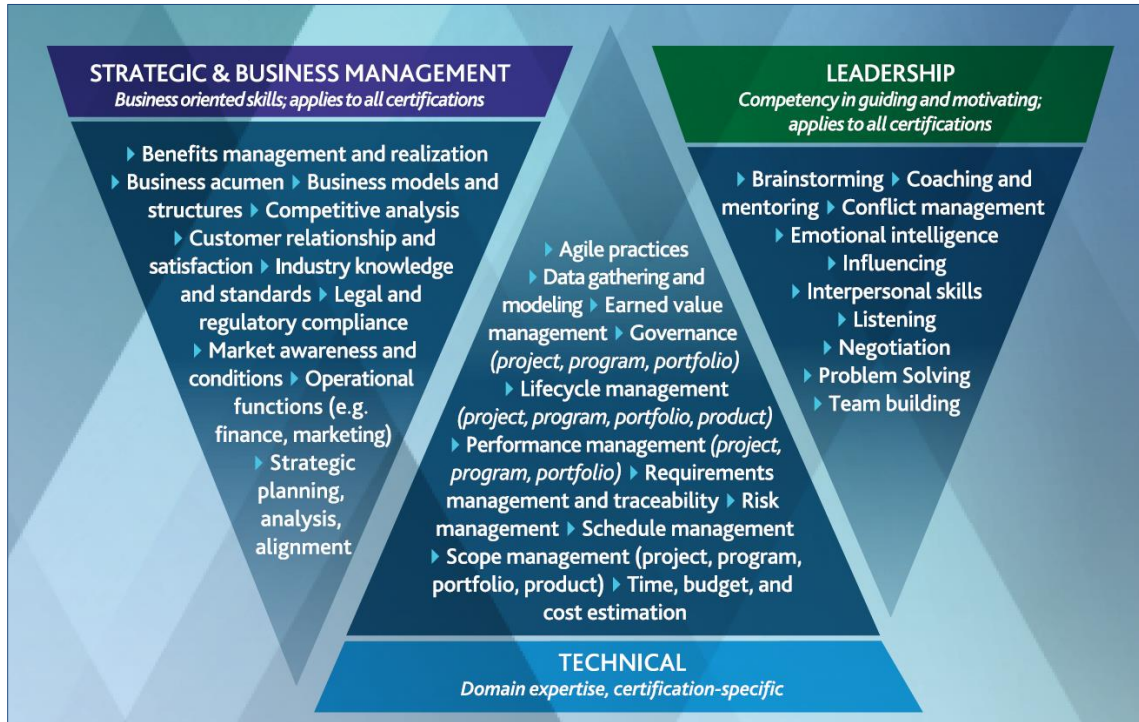 STRATEGIC & BUSINESS MANAGEMENT
Business oriented skills; applies to all certifications
▸ Benefits management and realization
▸ Business acumen ▸ Business models and
structures ▸ Competitive analysis
▸ Customer relationship and
satisfaction ▸ Industry knowledge
and standards ▸ Legal and
regulatory compliance
▸ Market awareness and
conditions ▸ Operational
functions (e.g.
finance, marketing)
▸ Strategic
planning,
analysis,
alignment
▸ Agile practices
▸ Data gathering and
modeling ▸ Earned value
management ▸ Governance
(project, program, portfolio)
▸ Lifecycle management
(project, program, portfolio, product)
▸ Performance management (project,
program, portfolio) ▸ Requirements
management and traceability ▸ Risk
management ▸ Schedule management
▸ Scope management (project, program,
portfolio, product) ▸ Time, budget, and
cost estimation
TECHNICAL
Domain expertise, certification-specific
LEADERSHIP
Competency in guiding and motivating;
applies to all certifications
▸ Brainstorming ▸ Coaching and
mentoring ▸ Conflict management
▸ Emotional intelligence
▸ Influencing
▸ Interpersonal skills
▸ Listening
▸ Negotiation
▸ Problem Solving
▸ Team building